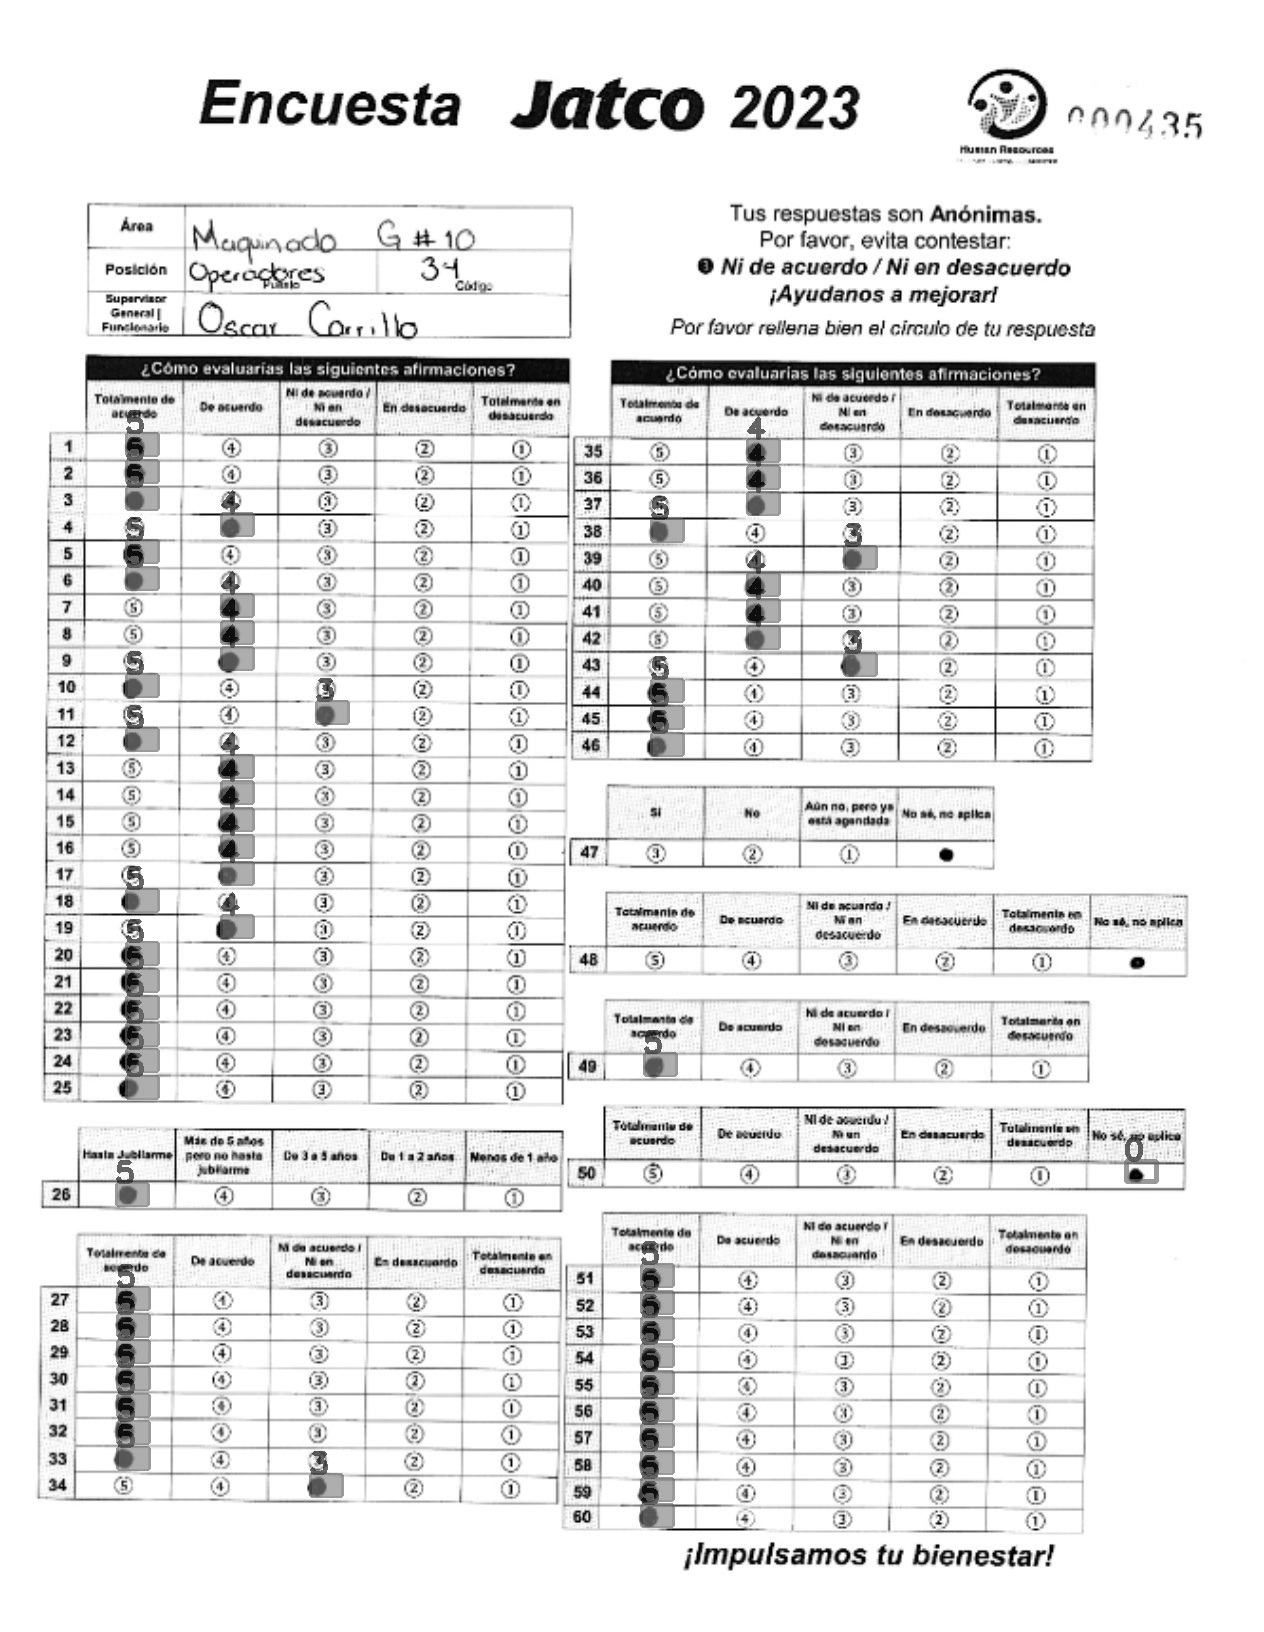 Encuesta Jatco 2023
Human Resources
000435
Área
Maquinado G # 10
Posición
Operadores
34
Puesto
Código
Supervisor General | Funcionario
Oscar Carrillo
Tus respuestas son Anónimas.
Por favor, evita contestar:
❸ Ni de acuerdo / Ni en desacuerdo
¡Ayudanos a mejorar!
Por favor rellena bien el círculo de tu respuesta
¿Cómo evaluarías las siguientes afirmaciones?
Totalmente de acuerdo De acuerdo Ni de acuerdo / Ni en desacuerdo En desacuerdo Totalmente en desacuerdo
1 5 ④ ③ ② ①
2 5 ④ ③ ② ①
3 4 ③ ② ①
4 5 ③ ② ①
5 5 ④ ③ ② ①
6 4 ③ ② ①
7 ⑤ 4 ③ ② ①
8 ⑤ 4 ③ ② ①
9 5 ③ ② ①
10 ④ 3 ② ①
11 5 ④ ② ①
12 4 ③ ② ①
13 ⑤ 4 ③ ② ①
14 ⑤ 4 ③ ② ①
15 ⑤ 4 ③ ② ①
16 ⑤ 4 ③ ② ①
17 5 ③ ② ①
18 4 ③ ② ①
19 5 ③ ② ①
20 5 ④ ③ ② ①
21 5 ④ ③ ② ①
22 5 ④ ③ ② ①
23 5 ④ ③ ② ①
24 5 ④ ③ ② ①
25 ④ ③ ② ①
Hasta Jubilarme Más de 5 años pero no hasta jubilarme De 3 a 5 años De 1 a 2 años Menos de 1 año
5
26 ④ ③ ② ①
Totalmente de acuerdo De acuerdo Ni de acuerdo / Ni en desacuerdo En desacuerdo Totalmente en desacuerdo
5
27 5 ④ ③ ② ①
28 5 ④ ③ ② ①
29 5 ④ ③ ② ①
30 5 ④ ③ ② ①
31 5 ④ ③ ② ①
32 5 ④ ③ ② ①
33 ④ 3 ② ①
34 ⑤ ④ ② ①
¿Cómo evaluarías las siguientes afirmaciones?
Totalmente de acuerdo De acuerdo Ni de acuerdo / Ni en desacuerdo En desacuerdo Totalmente en desacuerdo
4
35 ⑤ 4 ③ ② ①
36 ⑤ 4 ③ ② ①
37 5 ③ ② ①
38 ④ 3 ② ①
39 ⑤ 4 ② ①
40 ⑤ 4 ③ ② ①
41 ⑤ 4 ③ ② ①
42 ⑤ 3 ② ①
43 5 ④ ② ①
44 5 ④ ③ ② ①
45 5 ④ ③ ② ①
46 ④ ③ ② ①
Sí No Aún no, pero ya está agendada No sé, no aplica
47 ③ ② ①
Totalmente de acuerdo De acuerdo Ni de acuerdo / Ni en desacuerdo En desacuerdo Totalmente en desacuerdo No sé, no aplica
48 ⑤ ④ ③ ② ①
Totalmente de acuerdo De acuerdo Ni de acuerdo / Ni en desacuerdo En desacuerdo Totalmente en desacuerdo
5
49 ④ ③ ② ①
Totalmente de acuerdo De acuerdo Ni de acuerdo / Ni en desacuerdo En desacuerdo Totalmente en desacuerdo No sé, no aplica
0
50 ⑤ ④ ③ ② ①
Totalmente de acuerdo De acuerdo Ni de acuerdo / Ni en desacuerdo En desacuerdo Totalmente en desacuerdo
5
51 5 ④ ③ ② ①
52 5 ④ ③ ② ①
53 5 ④ ③ ② ①
54 5 ④ ③ ② ①
55 5 ④ ③ ② ①
56 5 ④ ③ ② ①
57 5 ④ ③ ② ①
58 5 ④ ③ ② ①
59 5 ④ ③ ② ①
60 ④ ③ ② ①
¡Impulsamos tu bienestar!